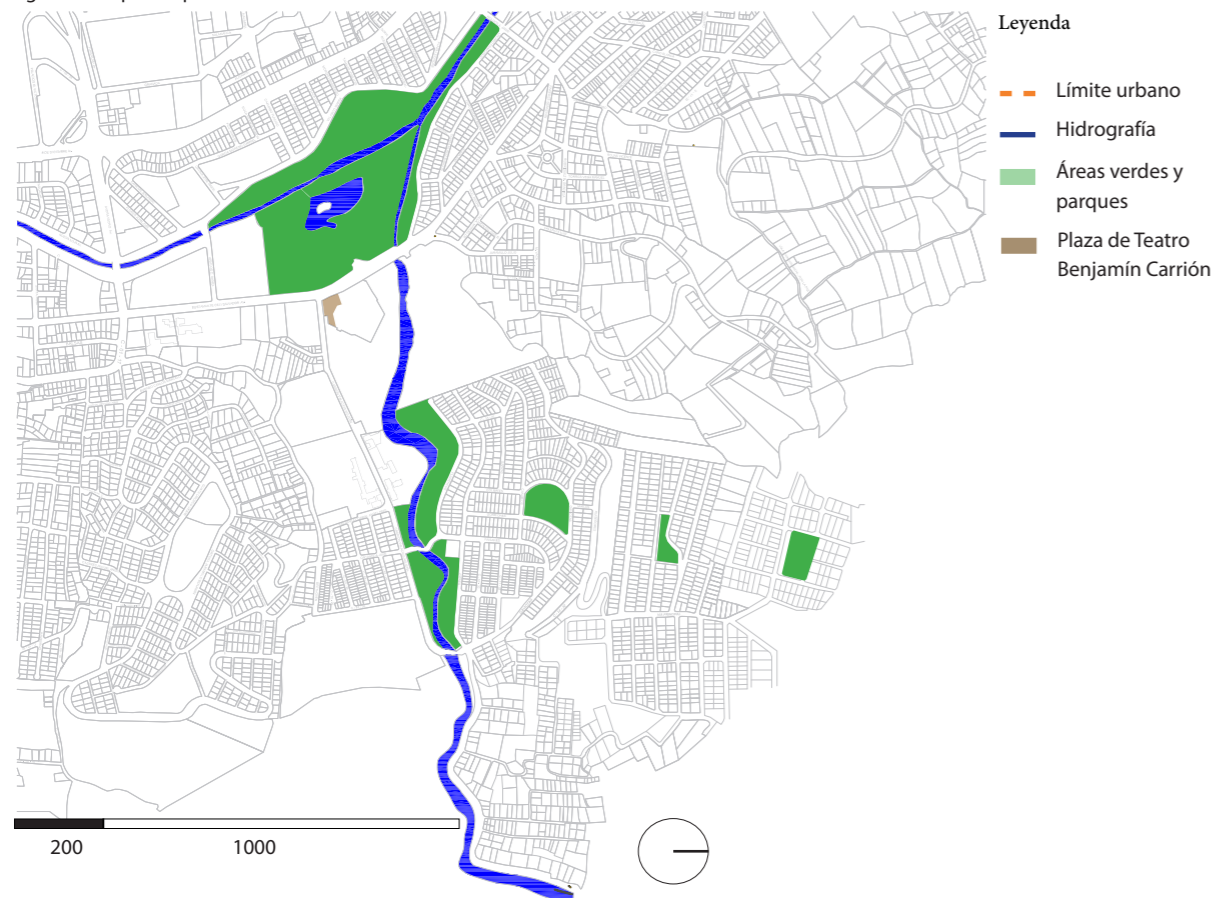 Leyenda
Límite urbano
Hidrografía
Áreas verdes y
parques
Plaza de Teatro
Benjamín Carrión
200
1000